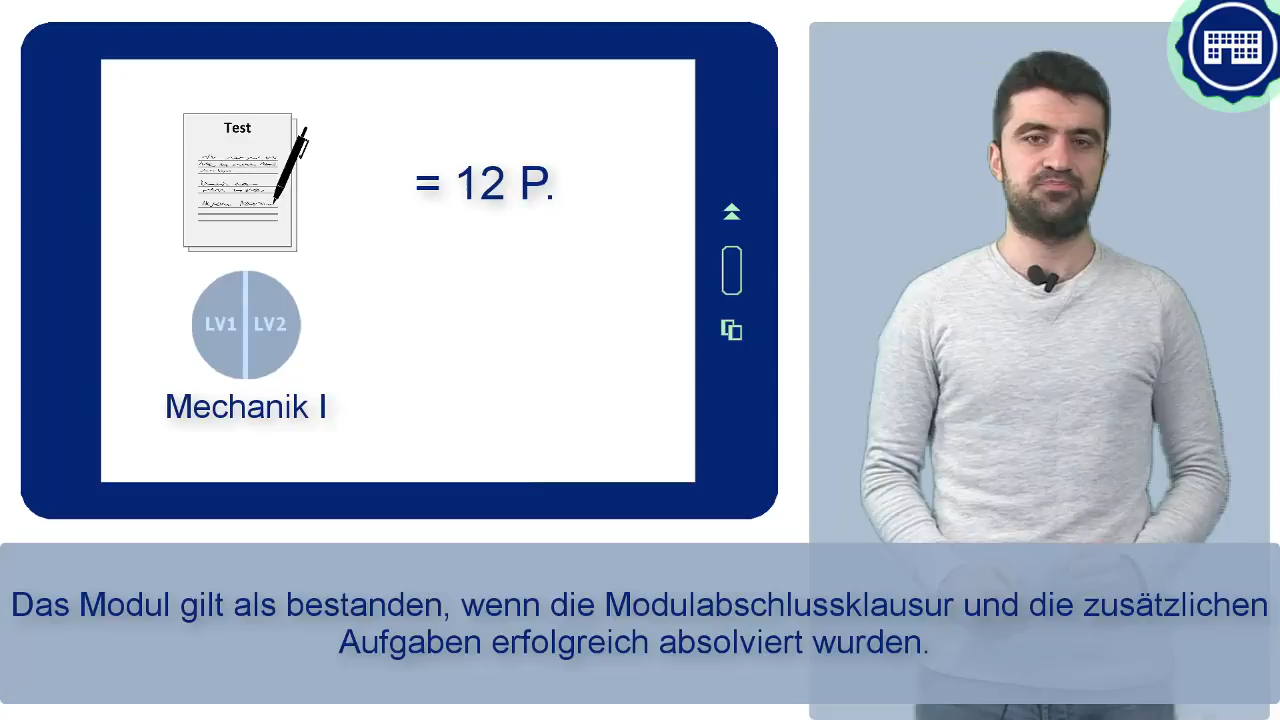 Test
= 12 P.
LV1 LV2
Mechanik I
Das Modul gilt als bestanden, wenn die Modulabschlussklausur und die zusätzlichen
Aufgaben erfolgreich absolviert wurden.